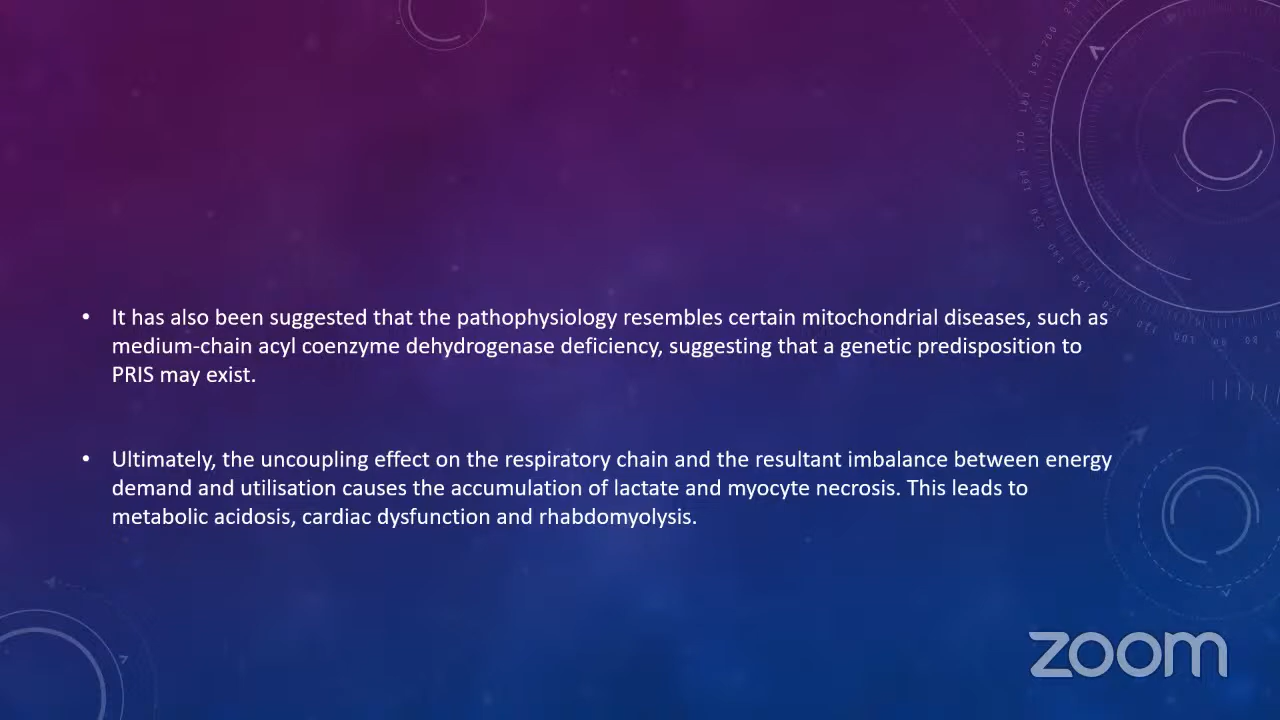 • It has also been suggested that the pathophysiology resembles certain mitochondrial diseases, such as
medium-chain acyl coenzyme dehydrogenase deficiency, suggesting that a genetic predisposition to
PRIS may exist.
• Ultimately, the uncoupling effect on the respiratory chain and the resultant imbalance between energy
demand and utilisation causes the accumulation of lactate and myocyte necrosis. This leads to
metabolic acidosis, cardiac dysfunction and rhabdomyolysis.
zoom